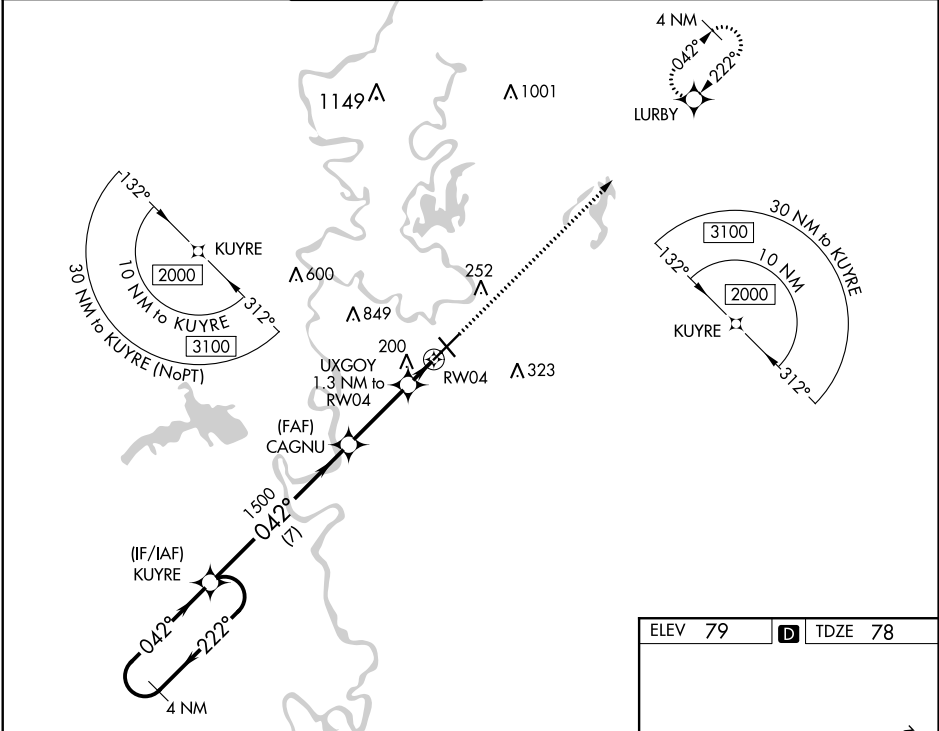 4 NM
042°
222°
LURBY
1149
1001
132°
KUYRE
2000
10 NM to KUYRE
312°
3100
30 NM to KUYRE (NoPT)
30 NM to KUYRE
3100
132°
10 NM
2000
KUYRE
312°
600
252
849
200
UXGOY
1.3 NM to
RW04
RW04
323
(FAF)
CAGNU
1500
042°
(7)
(IF/IAF)
KUYRE
042°
222°
4 NM
ELEV 79 D TDZE 78